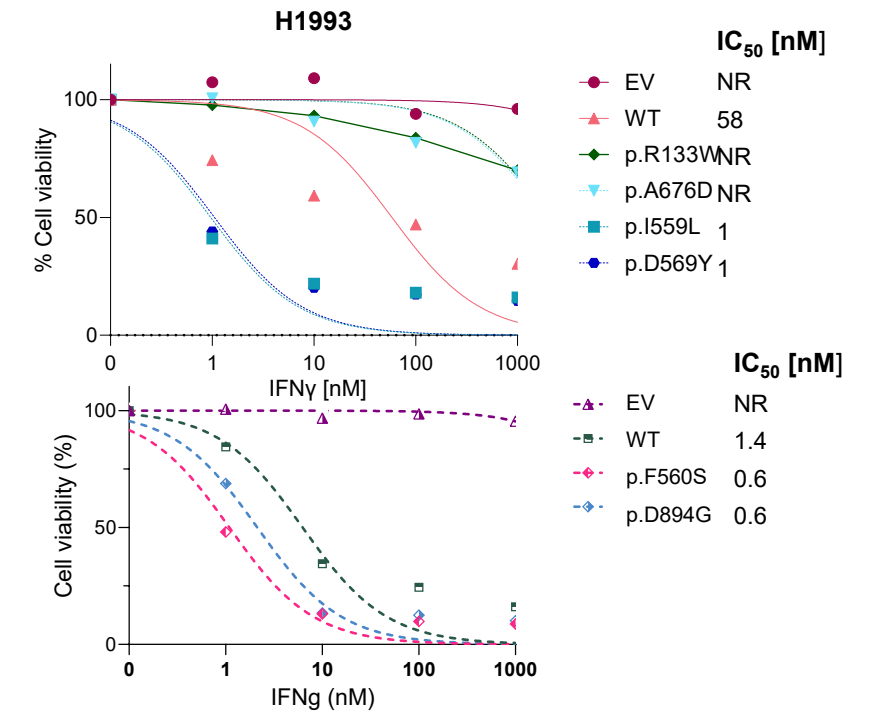 H1993
IC50 [nM]
EV NR
WT 58
p.R133W NR
p.A676D NR
p.I559L 1
p.D569Y 1
% Cell viability
100
50
0
0 1 10 100 1000
IFNγ [nM]
IC50 [nM]
EV NR
WT 1.4
p.F560S 0.6
p.D894G 0.6
Cell viability (%)
100
50
0
0 1 10 100 1000
IFNg (nM)